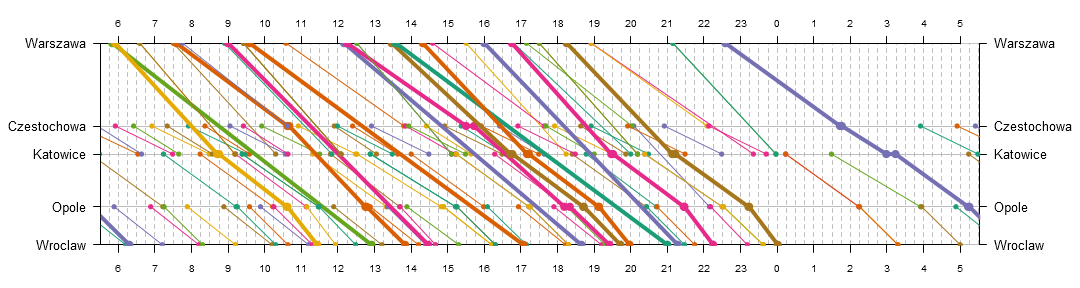 6 7 8 9 10 11 12 13 14 15 16 17 18 19 20 21 22 23 0 1 2 3 4 5
Warszawa Warszawa
Czestochowa Czestochowa
Katowice Katowice
Opole Opole
Wroclaw Wroclaw
6 7 8 9 10 11 12 13 14 15 16 17 18 19 20 21 22 23 0 1 2 3 4 5